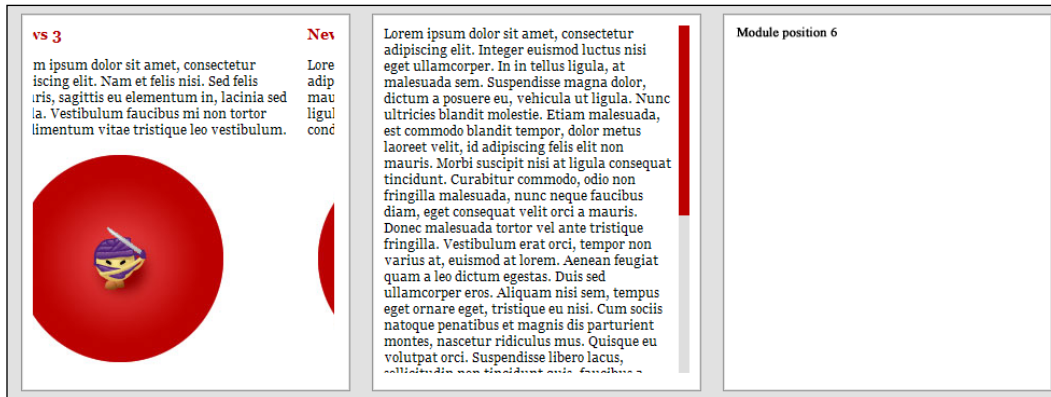 vs 3
New
m ipsum dolor sit amet, consectetur
iscing elit. Nam et felis nisi. Sed felis
uris, sagittis eu elementum in, lacinia sed
la. Vestibulum faucibus mi non tortor
limentum vitae tristique leo vestibulum.
Lore
adip
mau
ligul
cond
Lorem ipsum dolor sit amet, consectetur
adipiscing elit. Integer euismod luctus nisi
eget ullamcorper. In in tellus ligula, at
malesuada sem. Suspendisse magna dolor,
dictum a posuere eu, vehicula ut ligula. Nunc
ultricies blandit molestie. Etiam malesuada,
est commodo blandit tempor, dolor metus
laoreet velit, id adipiscing felis elit non
mauris. Morbi suscipit nisi at ligula consequat
tincidunt. Curabitur commodo, odio non
fringilla malesuada, nunc neque faucibus
diam, eget consequat velit orci a mauris.
Donec malesuada tortor vel ante tristique
fringilla. Vestibulum erat orci, tempor non
varius at, euismod at lorem. Aenean feugiat
quam a leo dictum egestas. Duis sed
ullamcorper eros. Aliquam nisi sem, tempus
eget ornare eget, tristique eu nisi. Cum sociis
natoque penatibus et magnis dis parturient
montes, nascetur ridiculus mus. Quisque eu
volutpat orci. Suspendisse libero lacus,
sollicitudin non tincidunt quis, faucibus a
Module position 6